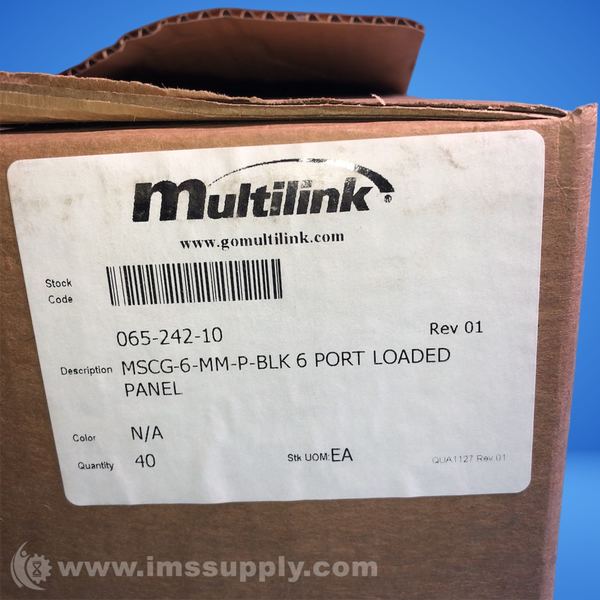 multilink®
www.gomultilink.com
Stock Code
065-242-10 Rev 01
Description MSCG-6-MM-P-BLK 6 PORT LOADED
PANEL
Color N/A
Quantity 40 Stk UOM: EA QUA1127 Rev 01
www.imssupply.com